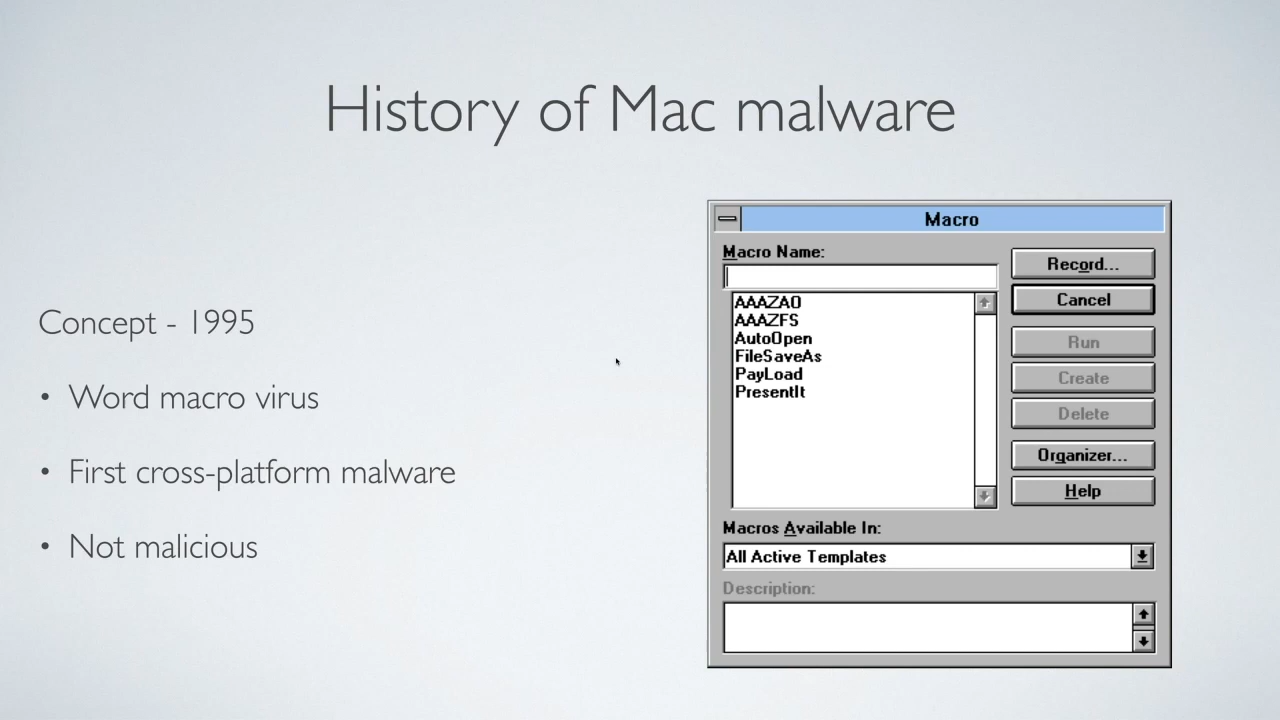 History of Mac malware
Concept - 1995
• Word macro virus
• First cross-platform malware
• Not malicious
Macro
Macro Name:
Record...
Cancel
AAAZAO
AAAZFS
AutoOpen
FileSaveAs
PayLoad
PresentIt
Run
Create
Delete
Organizer...
Help
Macros Available In:
All Active Templates
Description: